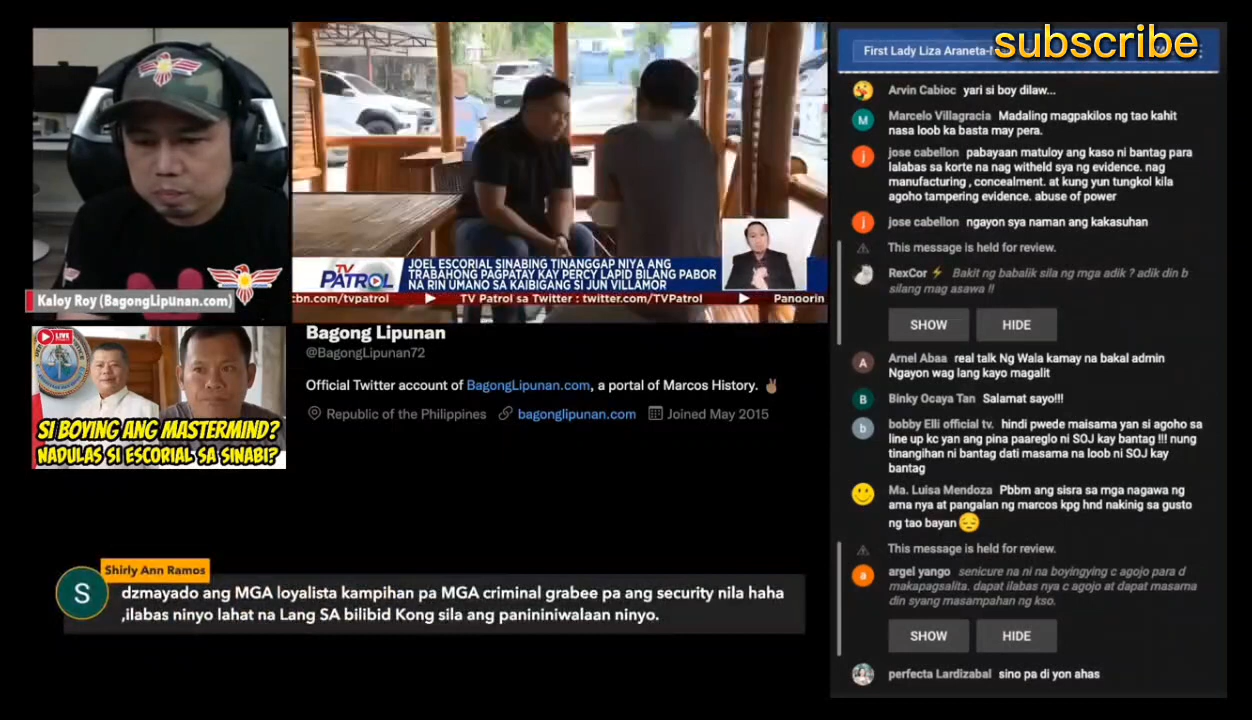 Kaloy Roy (BagongLipunan.com)
TV
PATROL
JOEL ESCORIAL SINABING TINANGGAP NIYA ANG
TRABAHONG PAGPATAY KAY PERCY LAPID BILANG PABOR
NA RIN UMANO SA KAIBIGANG SI JUN VILLAMOR
cbn.com/tvpatrol
TV Patrol sa Twitter : twitter.com/TVPatrol
Panoorin
LIVE
SI BOYING ANG MASTERMIND?
NADULAS SI ESCORIAL SA SINABI?
Bagong Lipunan
@BagongLipunan72
Official Twitter account of BagongLipunan.com, a portal of Marcos History. ✌🏽
Republic of the Philippines bagonglipunan.com Joined May 2015
S
Shirly Ann Ramos
dzmayado ang MGA loyalista kampihan pa MGA criminal grabee pa ang security nila haha
,ilabas ninyo lahat na Lang SA bilibid Kong sila ang panininiwalaan ninyo.
subscribe
First Lady Liza Araneta-
Arvin Cabioc yari si boy dilaw...
M
Marcelo Villagracia Madaling magpakilos ng tao kahit
nasa loob ka basta may pera.
j
jose cabellon pabayaan matuloy ang kaso ni bantag para
lalabas sa korte na nag witheld sya ng evidence. nag
manufacturing , concealment. at kung yun tungkol kila
agoho tampering evidence. abuse of power
j
jose cabellon ngayon sya naman ang kakasuhan
This message is held for review.
RexCor ⚡ Bakit ng babalik sila ng mga adik ? adik din b
silang mag asawa !!
SHOW HIDE
A
Arnel Abaa real talk Ng Wala kamay na bakal admin
Ngayon wag lang kayo magalit
B
Binky Ocaya Tan Salamat sayo!!!
b
bobby Elli official tv. hindi pwede maisama yan si agoho sa
line up kc yan ang pina paareglo ni SOJ kay bantag !!! nung
tinangihan ni bantag dati masama na loob ni SOJ kay
bantag
Ma. Luisa Mendoza Pbbm ang sisra sa mga nagawa ng
ama nya at pangalan ng marcos kpg hnd nakinig sa gusto
ng tao bayan 😔
This message is held for review.
a
argel yango senicure na ni na boyingying c agojo para d
makapagsalita. dapat ilabas nya c agojo at dapat masama
din syang masampahan ng kso.
SHOW HIDE
perfecta Lardizabal sino pa di yon ahas